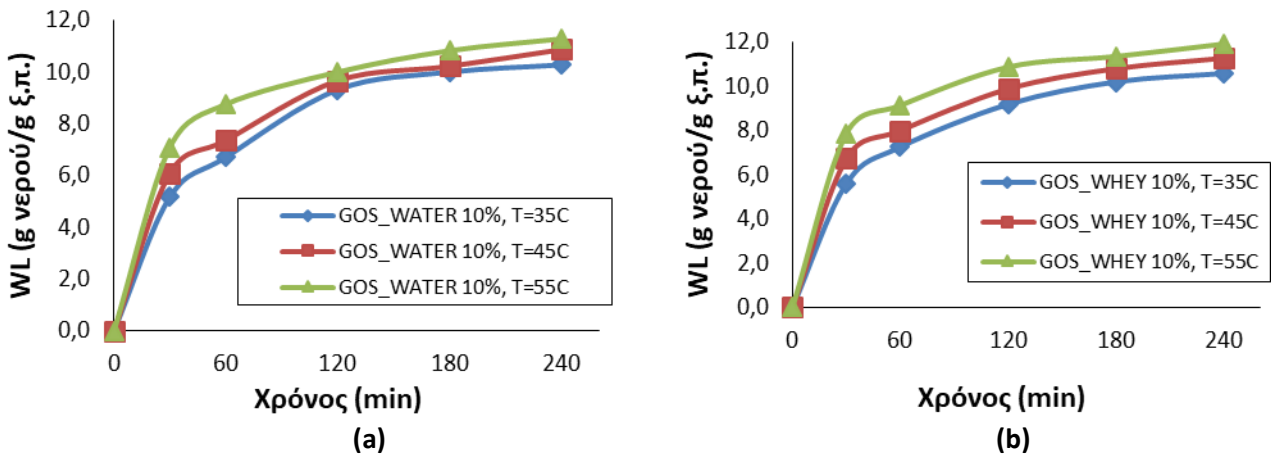 WL (g νερού/g ξ.π.)
12,0
10,0
8,0
6,0
4,0
2,0
0,0
GOS_WATER 10%, T=35C
GOS_WATER 10%, T=45C
GOS_WATER 10%, T=55C
0 60 120 180 240
Χρόνος (min)
(a)
WL (g νερού/g ξ.π.)
12,0
10,0
8,0
6,0
4,0
2,0
0,0
GOS_WHEY 10%, T=35C
GOS_WHEY 10%, T=45C
GOS_WHEY 10%, T=55C
0 60 120 180 240
Χρόνος (min)
(b)